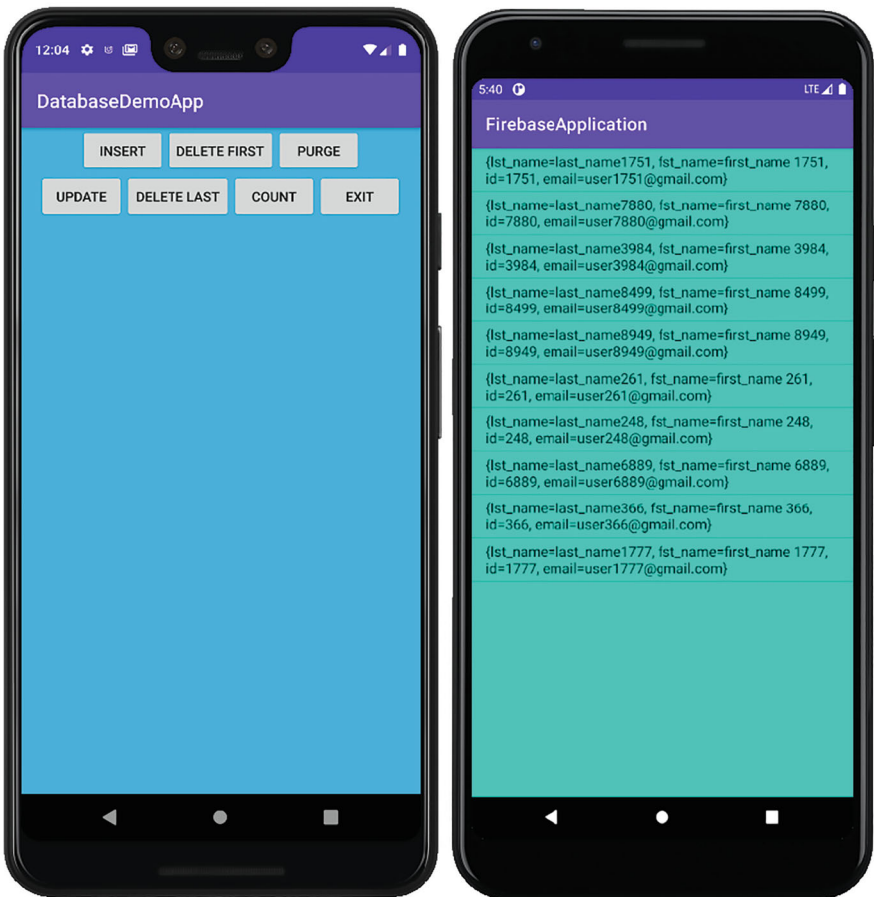 12:04
DatabaseDemoApp
INSERT DELETE FIRST PURGE
UPDATE DELETE LAST COUNT EXIT
5:40 LTE
FirebaseApplication
{lst_name=last_name1751, fst_name=first_name 1751,
id=1751, email=user1751@gmail.com}
{lst_name=last_name7880, fst_name=first_name 7880,
id=7880, email=user7880@gmail.com}
{lst_name=last_name3984, fst_name=first_name 3984,
id=3984, email=user3984@gmail.com}
{lst_name=last_name8499, fst_name=first_name 8499,
id=8499, email=user8499@gmail.com}
{lst_name=last_name8949, fst_name=first_name 8949,
id=8949, email=user8949@gmail.com}
{lst_name=last_name261, fst_name=first_name 261,
id=261, email=user261@gmail.com}
{lst_name=last_name248, fst_name=first_name 248,
id=248, email=user248@gmail.com}
{lst_name=last_name6889, fst_name=first_name 6889,
id=6889, email=user6889@gmail.com}
{lst_name=last_name366, fst_name=first_name 366,
id=366, email=user366@gmail.com}
{lst_name=last_name1777, fst_name=first_name 1777,
id=1777, email=user1777@gmail.com}